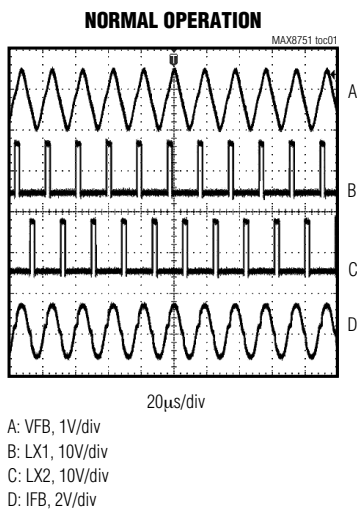 NORMAL OPERATION
MAX8751 toc01
T
A
B
C
D
20μs/div
A: VFB, 1V/div
B: LX1, 10V/div
C: LX2, 10V/div
D: IFB, 2V/div